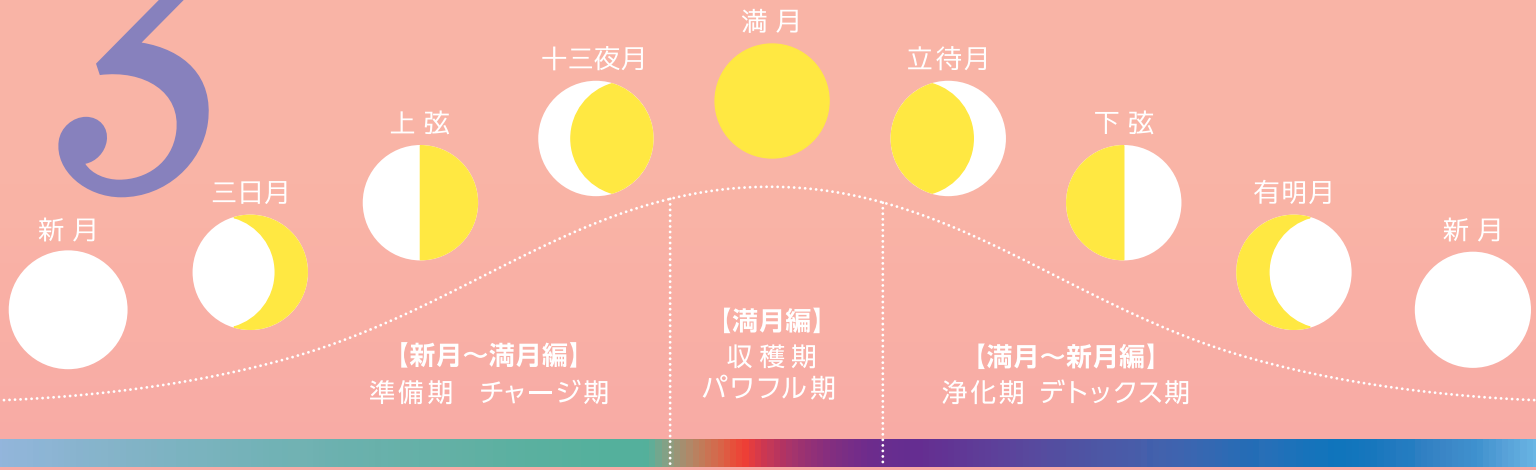 3
新月
三日月
上弦
十三夜月
満月
立待月
下弦
有明月
新月
【新月〜満月編】
準備期 チャージ期
【満月編】
収穫期
パワフル期
【満月〜新月編】
浄化期 デトックス期